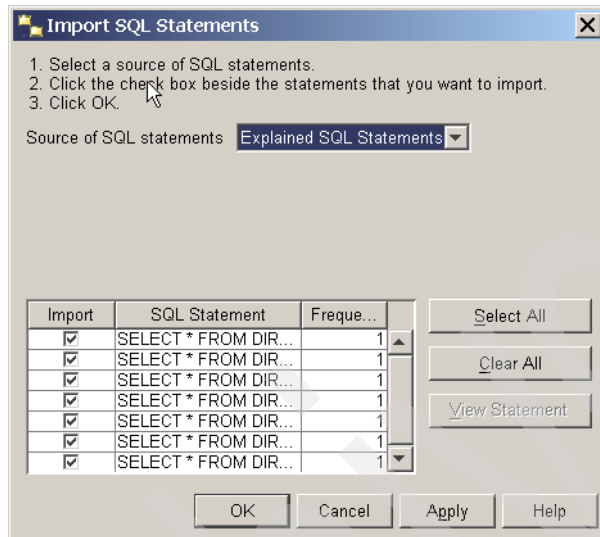 Import SQL Statements
1. Select a source of SQL statements.
2. Click the check box beside the statements that you want to import.
3. Click OK.
Source of SQL statements Explained SQL Statements
Import SQL Statement Freque...
SELECT * FROM DIR... 1
SELECT * FROM DIR... 1
SELECT * FROM DIR... 1
SELECT * FROM DIR... 1
SELECT * FROM DIR... 1
SELECT * FROM DIR... 1
SELECT * FROM DIR... 1
Select All
Clear All
View Statement
OK Cancel Apply Help